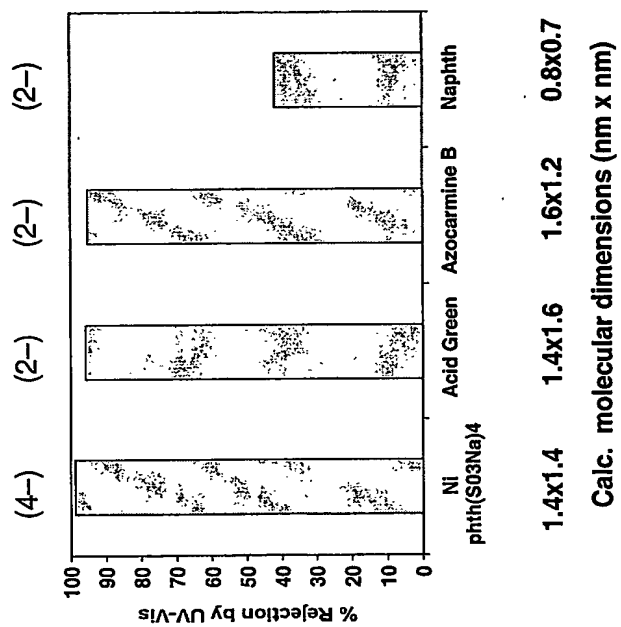 (4–) (2–) (2–) (2–)
% Rejection by UV-Vis
100
90
80
70
60
50
40
30
20
10
0
Ni Acid Green Azocarmine B Naphth
phth(S03Na)4
1.4x1.4 1.4x1.6 1.6x1.2 0.8x0.7
Calc. molecular dimensions (nm x nm)